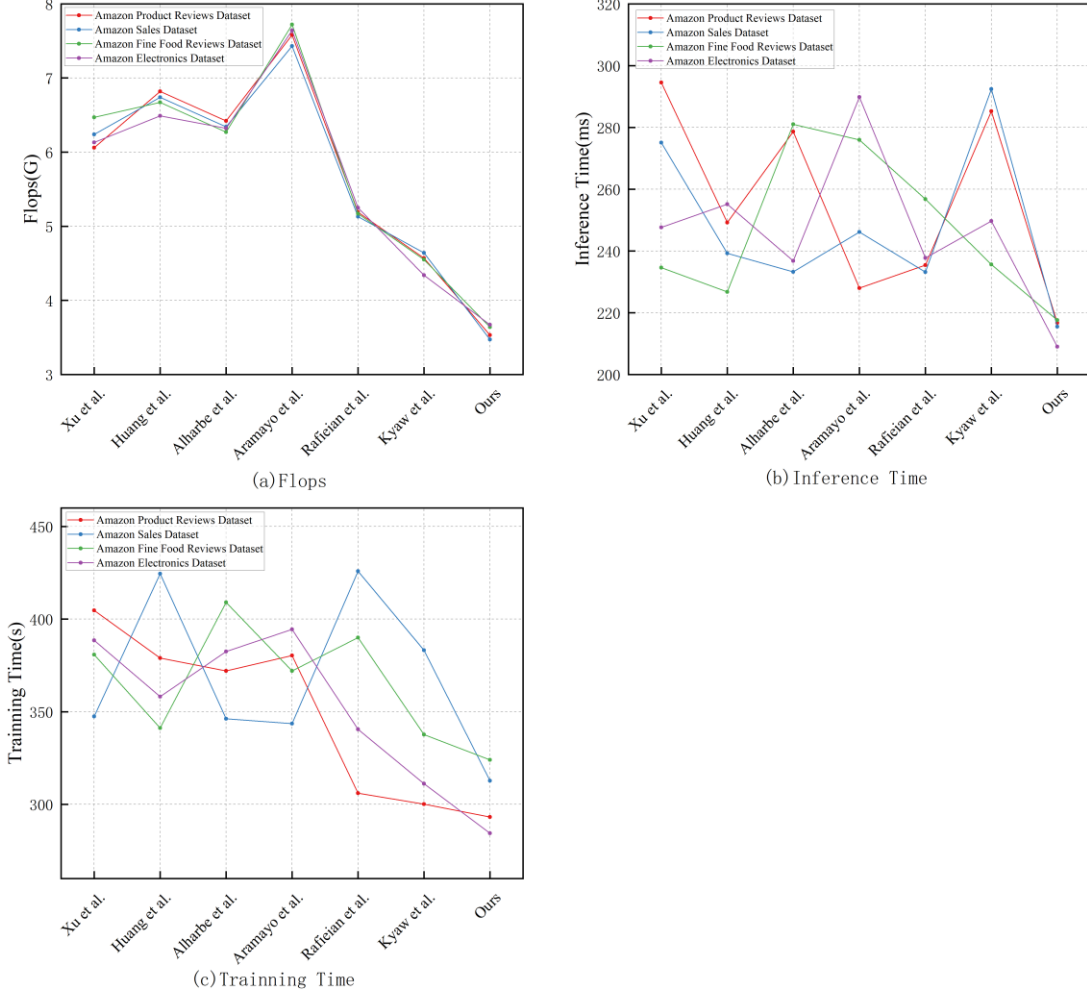 Amazon Product Reviews Dataset
Amazon Sales Dataset
Amazon Fine Food Reviews Dataset
Amazon Electronics Dataset
Flops(G)
8
7
6
5
4
3
Xu et al.
Huang et al.
Alharbe et al.
Aramayo et al.
Rafieian et al.
Kyaw et al.
Ours
(a)Flops
Amazon Product Reviews Dataset
Amazon Sales Dataset
Amazon Fine Food Reviews Dataset
Amazon Electronics Dataset
Inference Time(ms)
320
300
280
260
240
220
200
Xu et al.
Huang et al.
Alharbe et al.
Aramayo et al.
Rafieian et al.
Kyaw et al.
Ours
(b)Inference Time
Amazon Product Reviews Dataset
Amazon Sales Dataset
Amazon Fine Food Reviews Dataset
Amazon Electronics Dataset
Trainning Time(s)
450
400
350
300
Xu et al.
Huang et al.
Alharbe et al.
Aramayo et al.
Rafieian et al.
Kyaw et al.
Ours
(c)Trainning Time